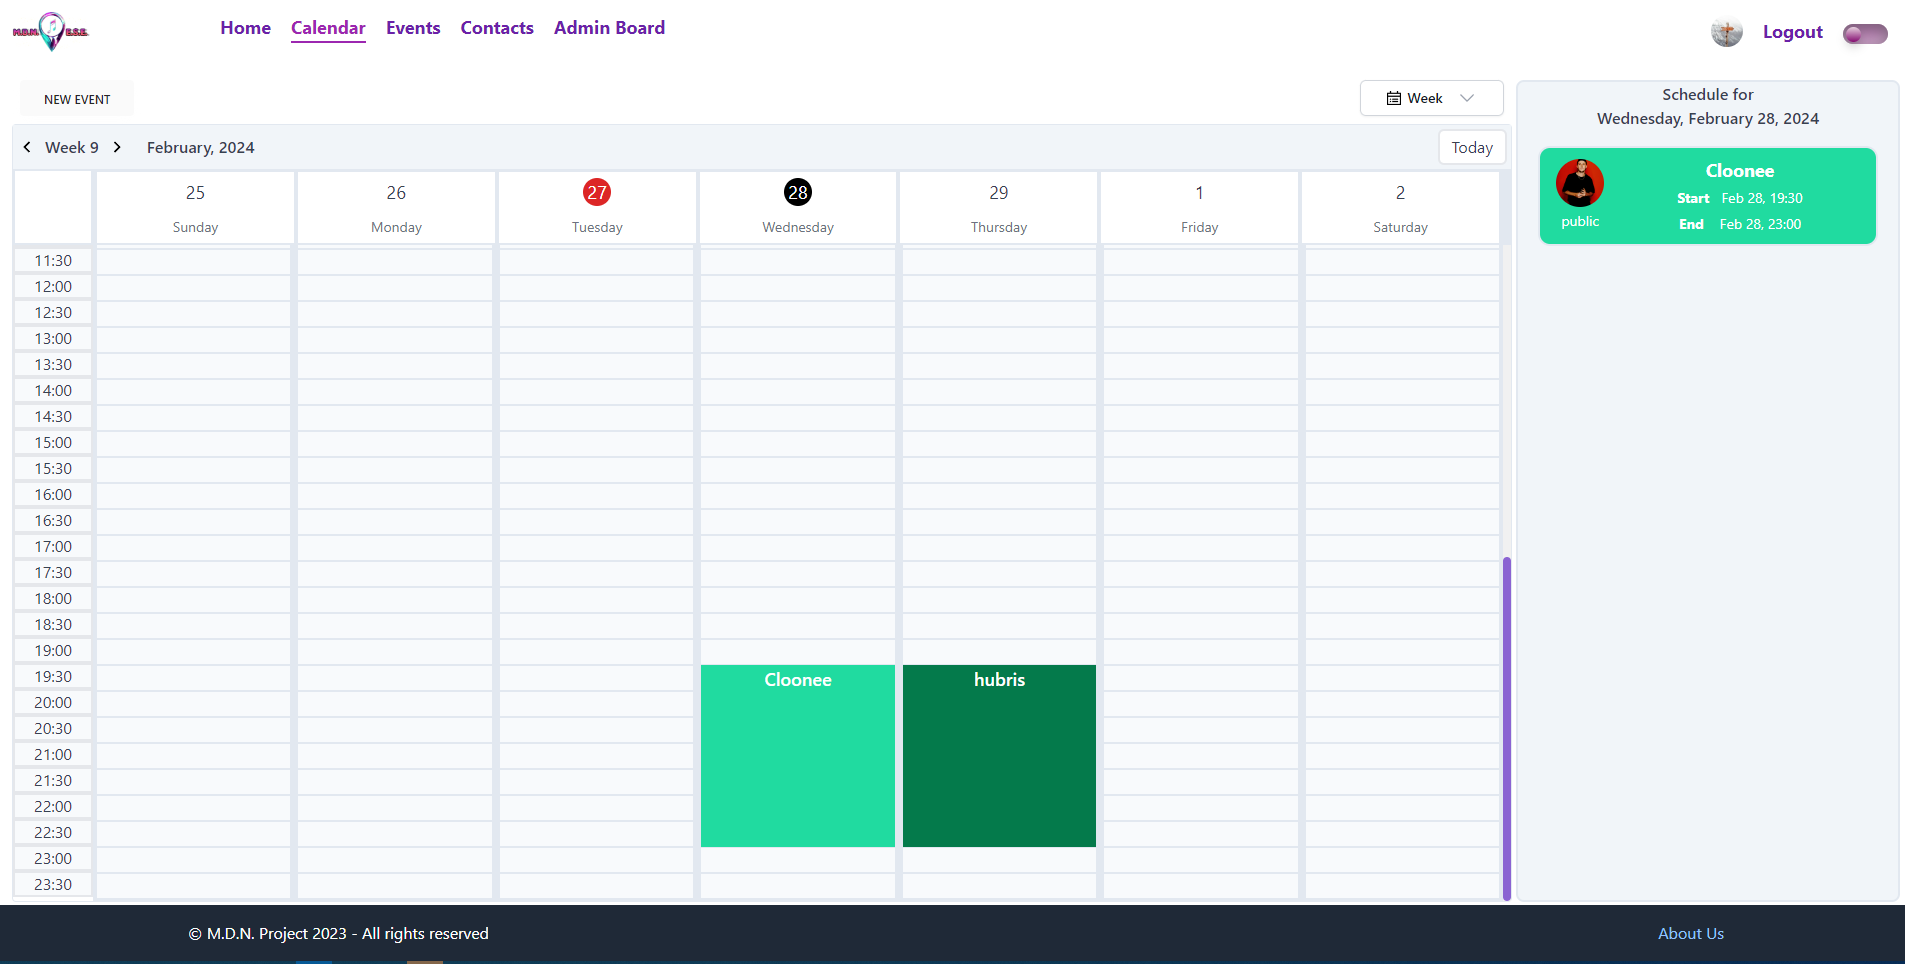 M.D.N. E.S.E.
Home Calendar Events Contacts Admin Board
Logout
NEW EVENT
Week
Week 9 February, 2024
Today
25 26 27 28 29 1 2
Sunday Monday Tuesday Wednesday Thursday Friday Saturday
11:30
12:00
12:30
13:00
13:30
14:00
14:30
15:00
15:30
16:00
16:30
17:00
17:30
18:00
18:30
19:00
19:30
20:00
20:30
21:00
21:30
22:00
22:30
23:00
23:30
Cloonee hubris
Schedule for
Wednesday, February 28, 2024
Cloonee
Start Feb 28, 19:30
End Feb 28, 23:00
public
© M.D.N. Project 2023 - All rights reserved
About Us